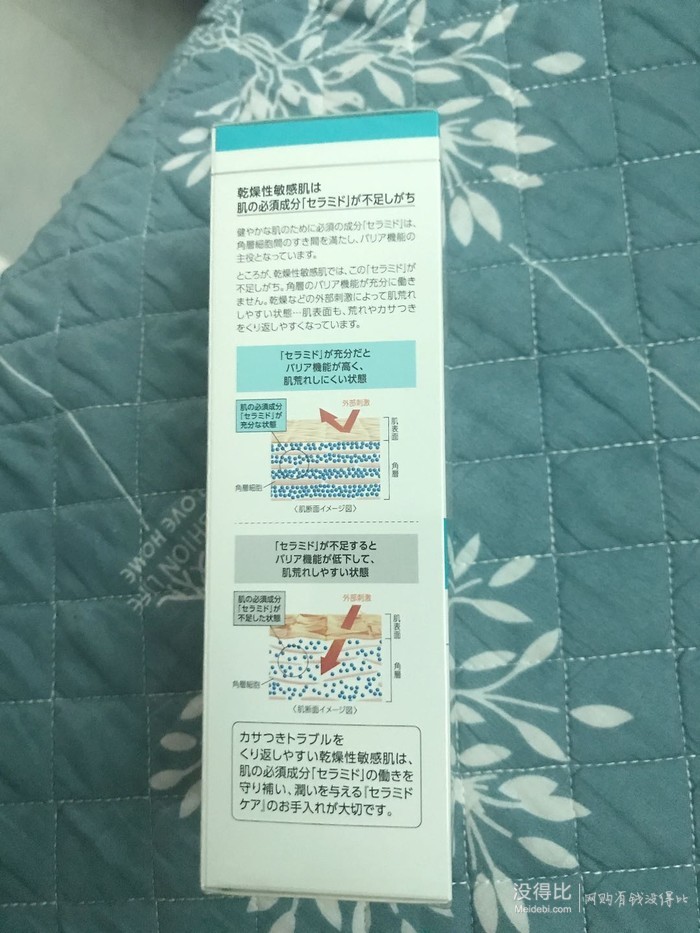 乾燥性敏感肌は
肌の必須成分「セラミド」が不足しがち
健やかな肌のために必須の成分「セラミド」は、
角層細胞間のすき間を満たし、バリア機能の
主役となっています。
ところが、乾燥性敏感肌では、この「セラミド」が
不足しがち。角層のバリア機能が充分に働き
ません。乾燥などの外部刺激によって肌荒れ
しやすい状態…肌表面も、荒れやカサつき
をくり返しやすくなっています。
「セラミド」が充分だと
バリア機能が高く、
肌荒れしにくい状態
肌の必須成分
「セラミド」が
充分な状態
外部刺激
肌表面
角層
角層細胞
〈肌断面イメージ図〉
「セラミド」が不足すると
バリア機能が低下して、
肌荒れしやすい状態
肌の必須成分
「セラミド」が
不足した状態
外部刺激
肌表面
角層
角層細胞
〈肌断面イメージ図〉
カサつきトラブルを
くり返しやすい乾燥性敏感肌は、
肌の必須成分「セラミド」の働きを
守り補い、潤いを与える『セラミド
ケア』のお手入れが大切です。
LOVE HOME
FASHION LIFE
没得比
Meidebi.com
网购有钱没得比